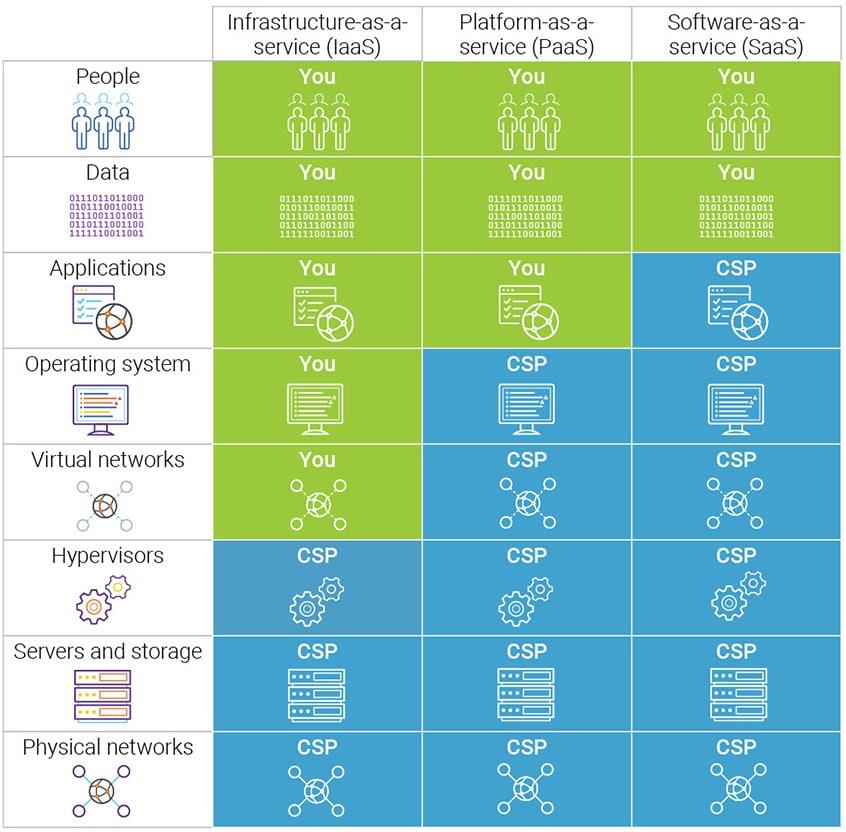 Infrastructure-as-a-
service (IaaS)
Platform-as-a-
service (PaaS)
Software-as-a-
service (SaaS)
People
You
You
You
Data
You
You
You
0111011011000
0101110010011
0111001101001
0110111001100
1111110011001
0111011011000
0101110010011
0111001101001
0110111001100
1111110011001
0111011011000
0101110010011
0111001101001
0110111001100
1111110011001
0111011011000
0101110010011
0111001101001
0110111001100
1111110011001
Applications
You
You
CSP
Operating system
You
CSP
CSP
Virtual networks
You
CSP
CSP
Hypervisors
CSP
CSP
CSP
Servers and storage
CSP
CSP
CSP
Physical networks
CSP
CSP
CSP